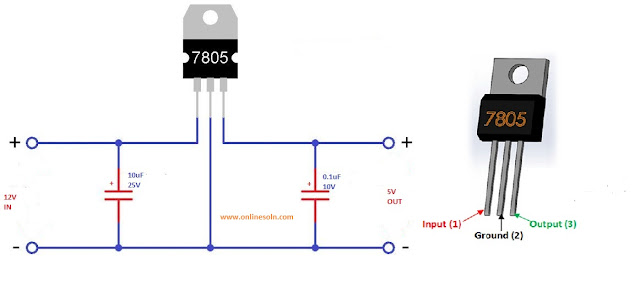 7805
+
+
10uF
25V
+
0.1uF
10V
+
12V
IN
5V
OUT
www.onlinesoln.com
-
-
7805
Input (1)
Ground (2)
Output (3)